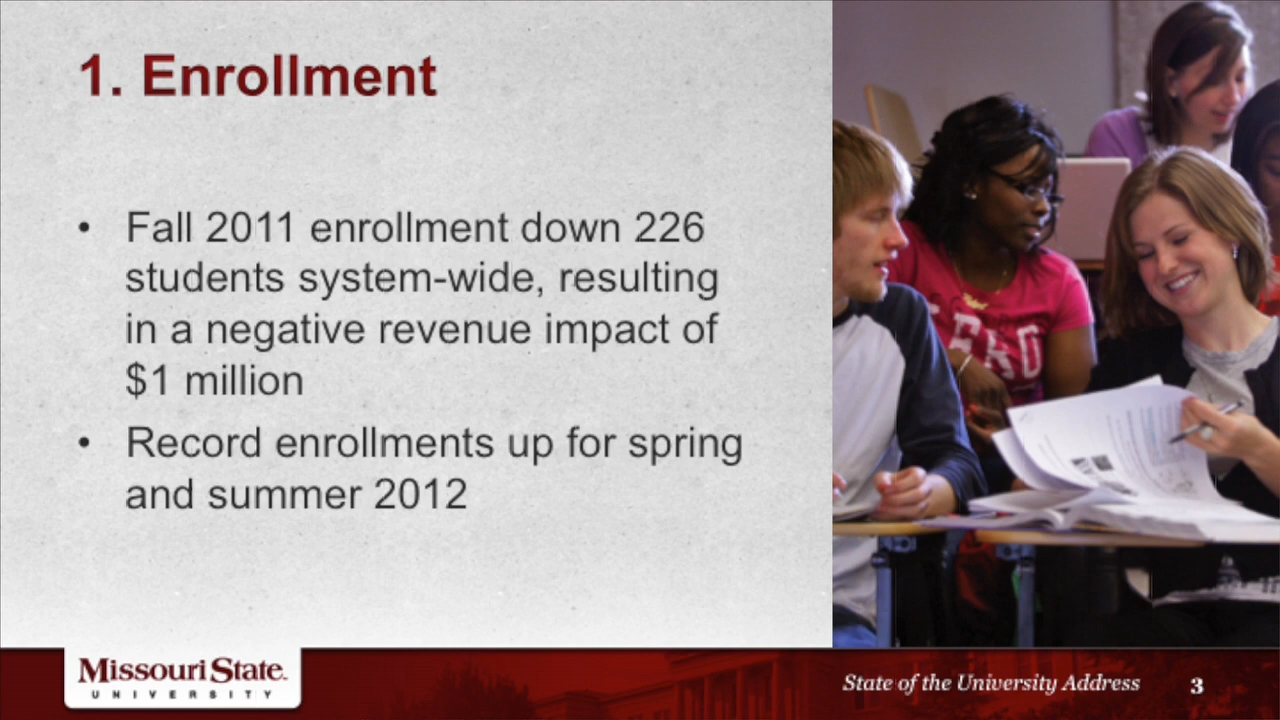 1. Enrollment
• Fall 2011 enrollment down 226
students system-wide, resulting
in a negative revenue impact of
$1 million
• Record enrollments up for spring
and summer 2012
Missouri State.
UNIVERSITY
State of the University Address
3